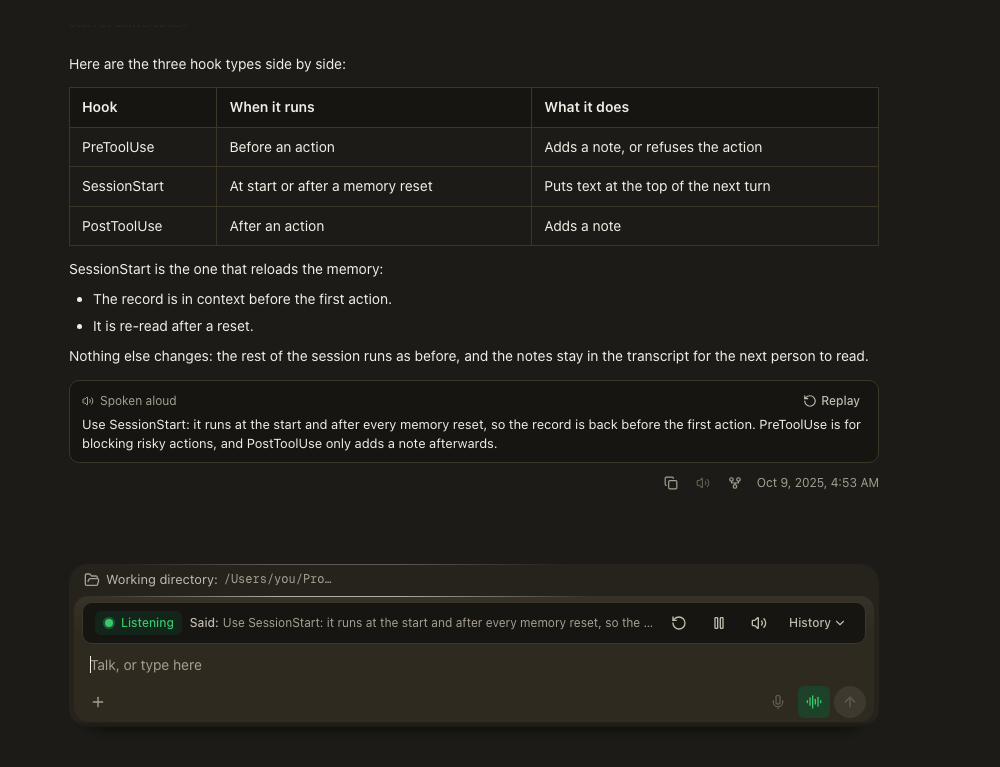 Here are the three hook types side by side:
Hook When it runs What it does
PreToolUse Before an action Adds a note, or refuses the action
SessionStart At start or after a memory reset Puts text at the top of the next turn
PostToolUse After an action Adds a note
SessionStart is the one that reloads the memory:
• The record is in context before the first action.
• It is re-read after a reset.
Nothing else changes: the rest of the session runs as before, and the notes stay in the transcript for the next person to read.
Spoken aloud Replay
Use SessionStart: it runs at the start and after every memory reset, so the record is back before the first action. PreToolUse is for
blocking risky actions, and PostToolUse only adds a note afterwards.
Oct 9, 2025, 4:53 AM
Working directory: /Users/you/Pro…
Listening Said: Use SessionStart: it runs at the start and after every memory reset, so the ... History
Talk, or type here